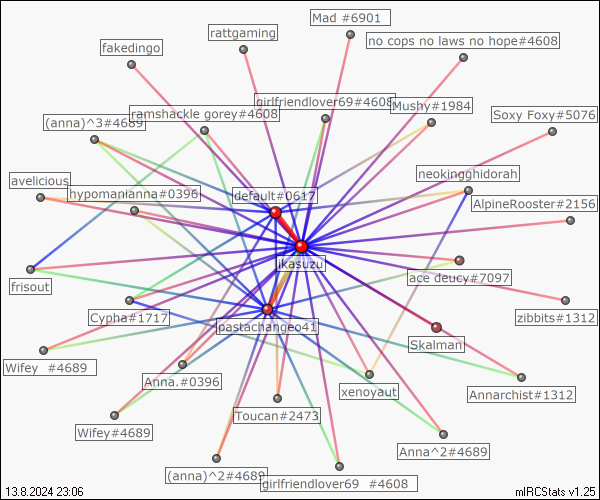 Mad #6901
rattgaming
no cops no laws no hope#4608
fakedingo
girlfriendlover69#4608
Mushy#1984
ramshackle gorey#4608
Soxy Foxy#5076
(anna)^3#4689
neokingghidorah
avelicious
hypomanianna#0396
default#0617
AlpineRooster#2156
ikasuzu
ace deucy#7097
frisout
Cypha#1717
pastachangeo41
zibbits#1312
Skalman
Wifey #4689
Anna.#0396
xenoyaut
Annarchist#1312
Toucan#2473
Wifey#4689
Anna^2#4689
(anna)^2#4689
girlfriendlover69 #4608
13.8.2024 23:06
mIRCStats v1.25